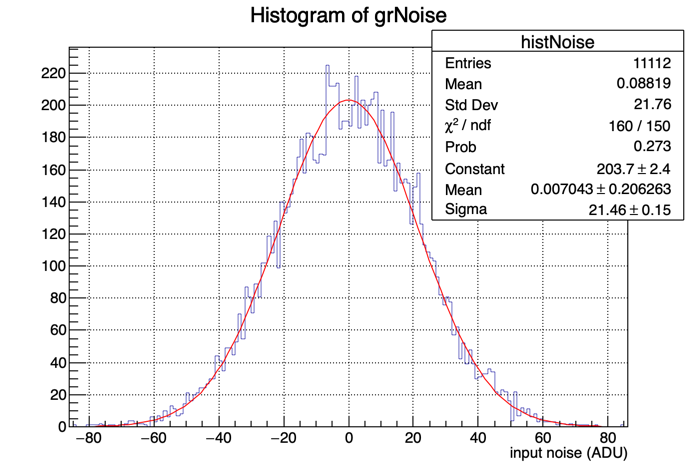 Histogram of grNoise
histNoise
Entries 11112
Mean 0.08819
Std Dev 21.76
χ² / ndf 160 / 150
Prob 0.273
Constant 203.7 ± 2.4
Mean 0.007043 ± 0.206263
Sigma 21.46 ± 0.15
220
200
180
160
140
120
100
80
60
40
20
0
−80 −60 −40 −20 0 20 40 60 80
input noise (ADU)